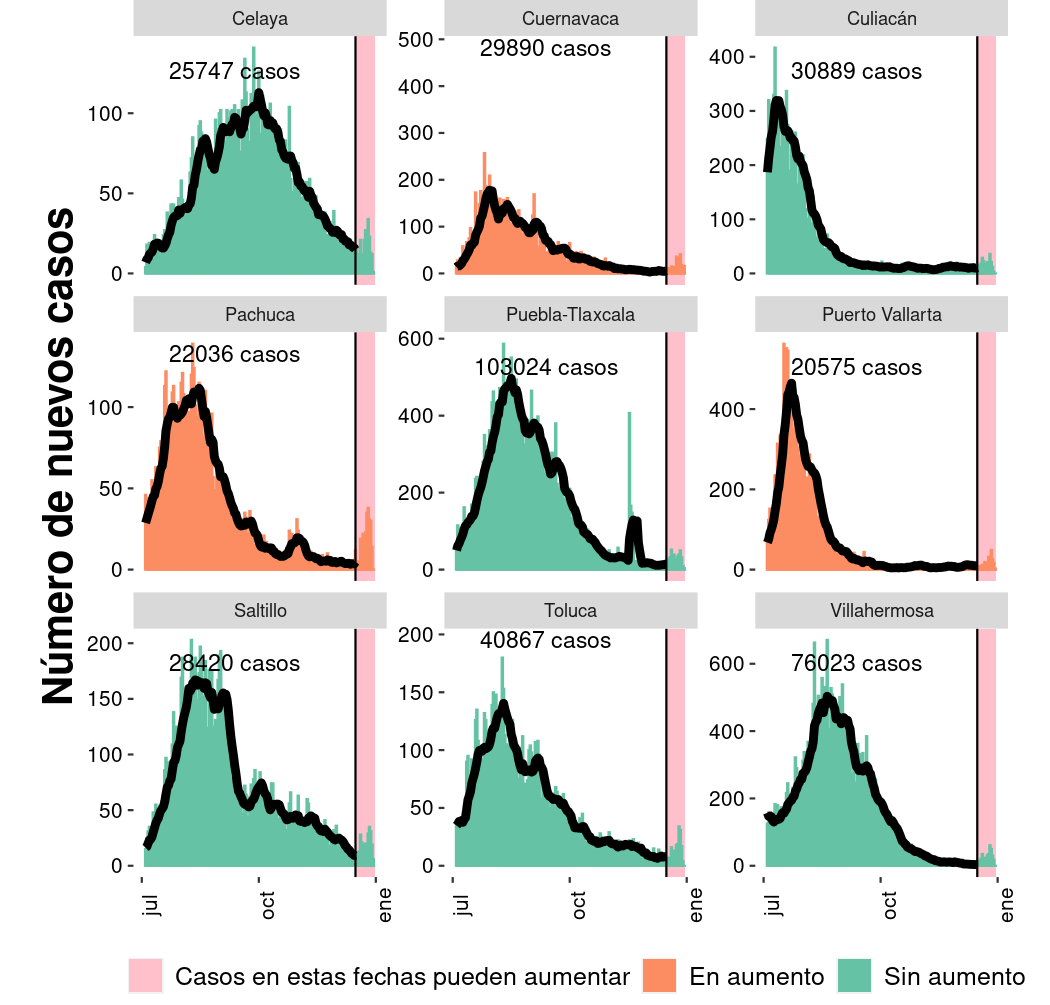 Número de nuevos casos
Celaya
Cuernavaca
Culiacán
25747 casos
29890 casos
30889 casos
100
50
0
500
400
300
200
100
0
400
300
200
100
0
Pachuca
Puebla-Tlaxcala
Puerto Vallarta
22036 casos
103024 casos
20575 casos
100
50
0
600
400
200
0
400
200
0
Saltillo
Toluca
Villahermosa
28420 casos
40867 casos
76023 casos
200
150
100
50
0
200
150
100
50
0
600
400
200
0
jul
oct
ene
jul
oct
ene
jul
oct
ene
Casos en estas fechas pueden aumentar
En aumento
Sin aumento